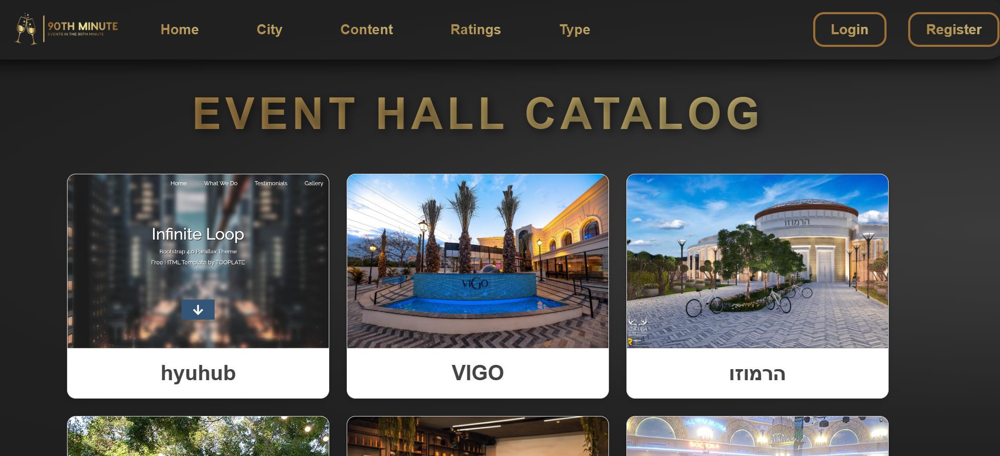 90TH MINUTE
EVENTS IN THE 90TH MINUTE
Home
City
Content
Ratings
Type
Login
Register
EVENT HALL CATALOG
Home
What We Do
Testimonials
Gallery
Infinite Loop
Bootstrap 4.0 Parallax Theme
Free HTML Template by TOOPLATE
hyuhub
VIGO
VIGO
הרמוזו
IZIK LEVI
הרמוזו
ЖЕМЧУЖИНА
ВОСТОКА